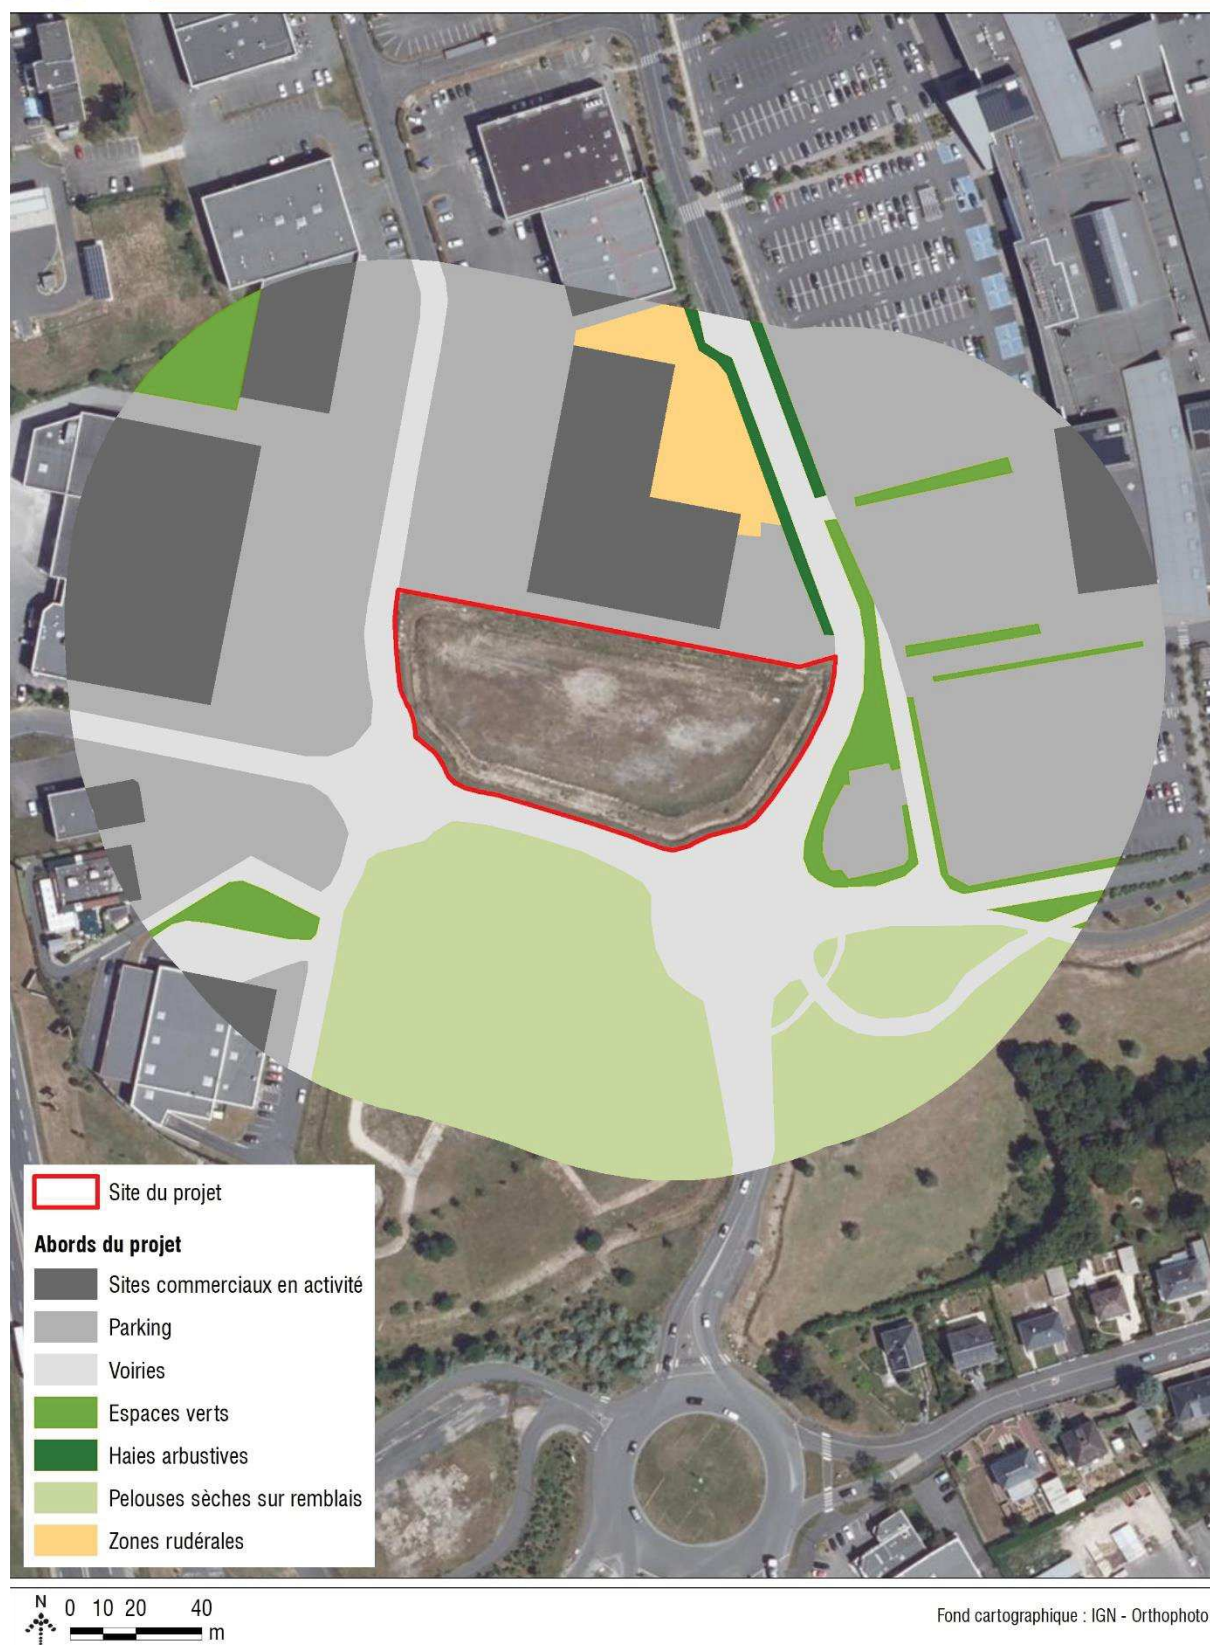 Site du projet
Abords du projet
Sites commerciaux en activité
Parking
Voiries
Espaces verts
Haies arbustives
Pelouses sèches sur remblais
Zones rudérales
N
0 10 20 40
m
Fond cartographique : IGN - Orthophoto